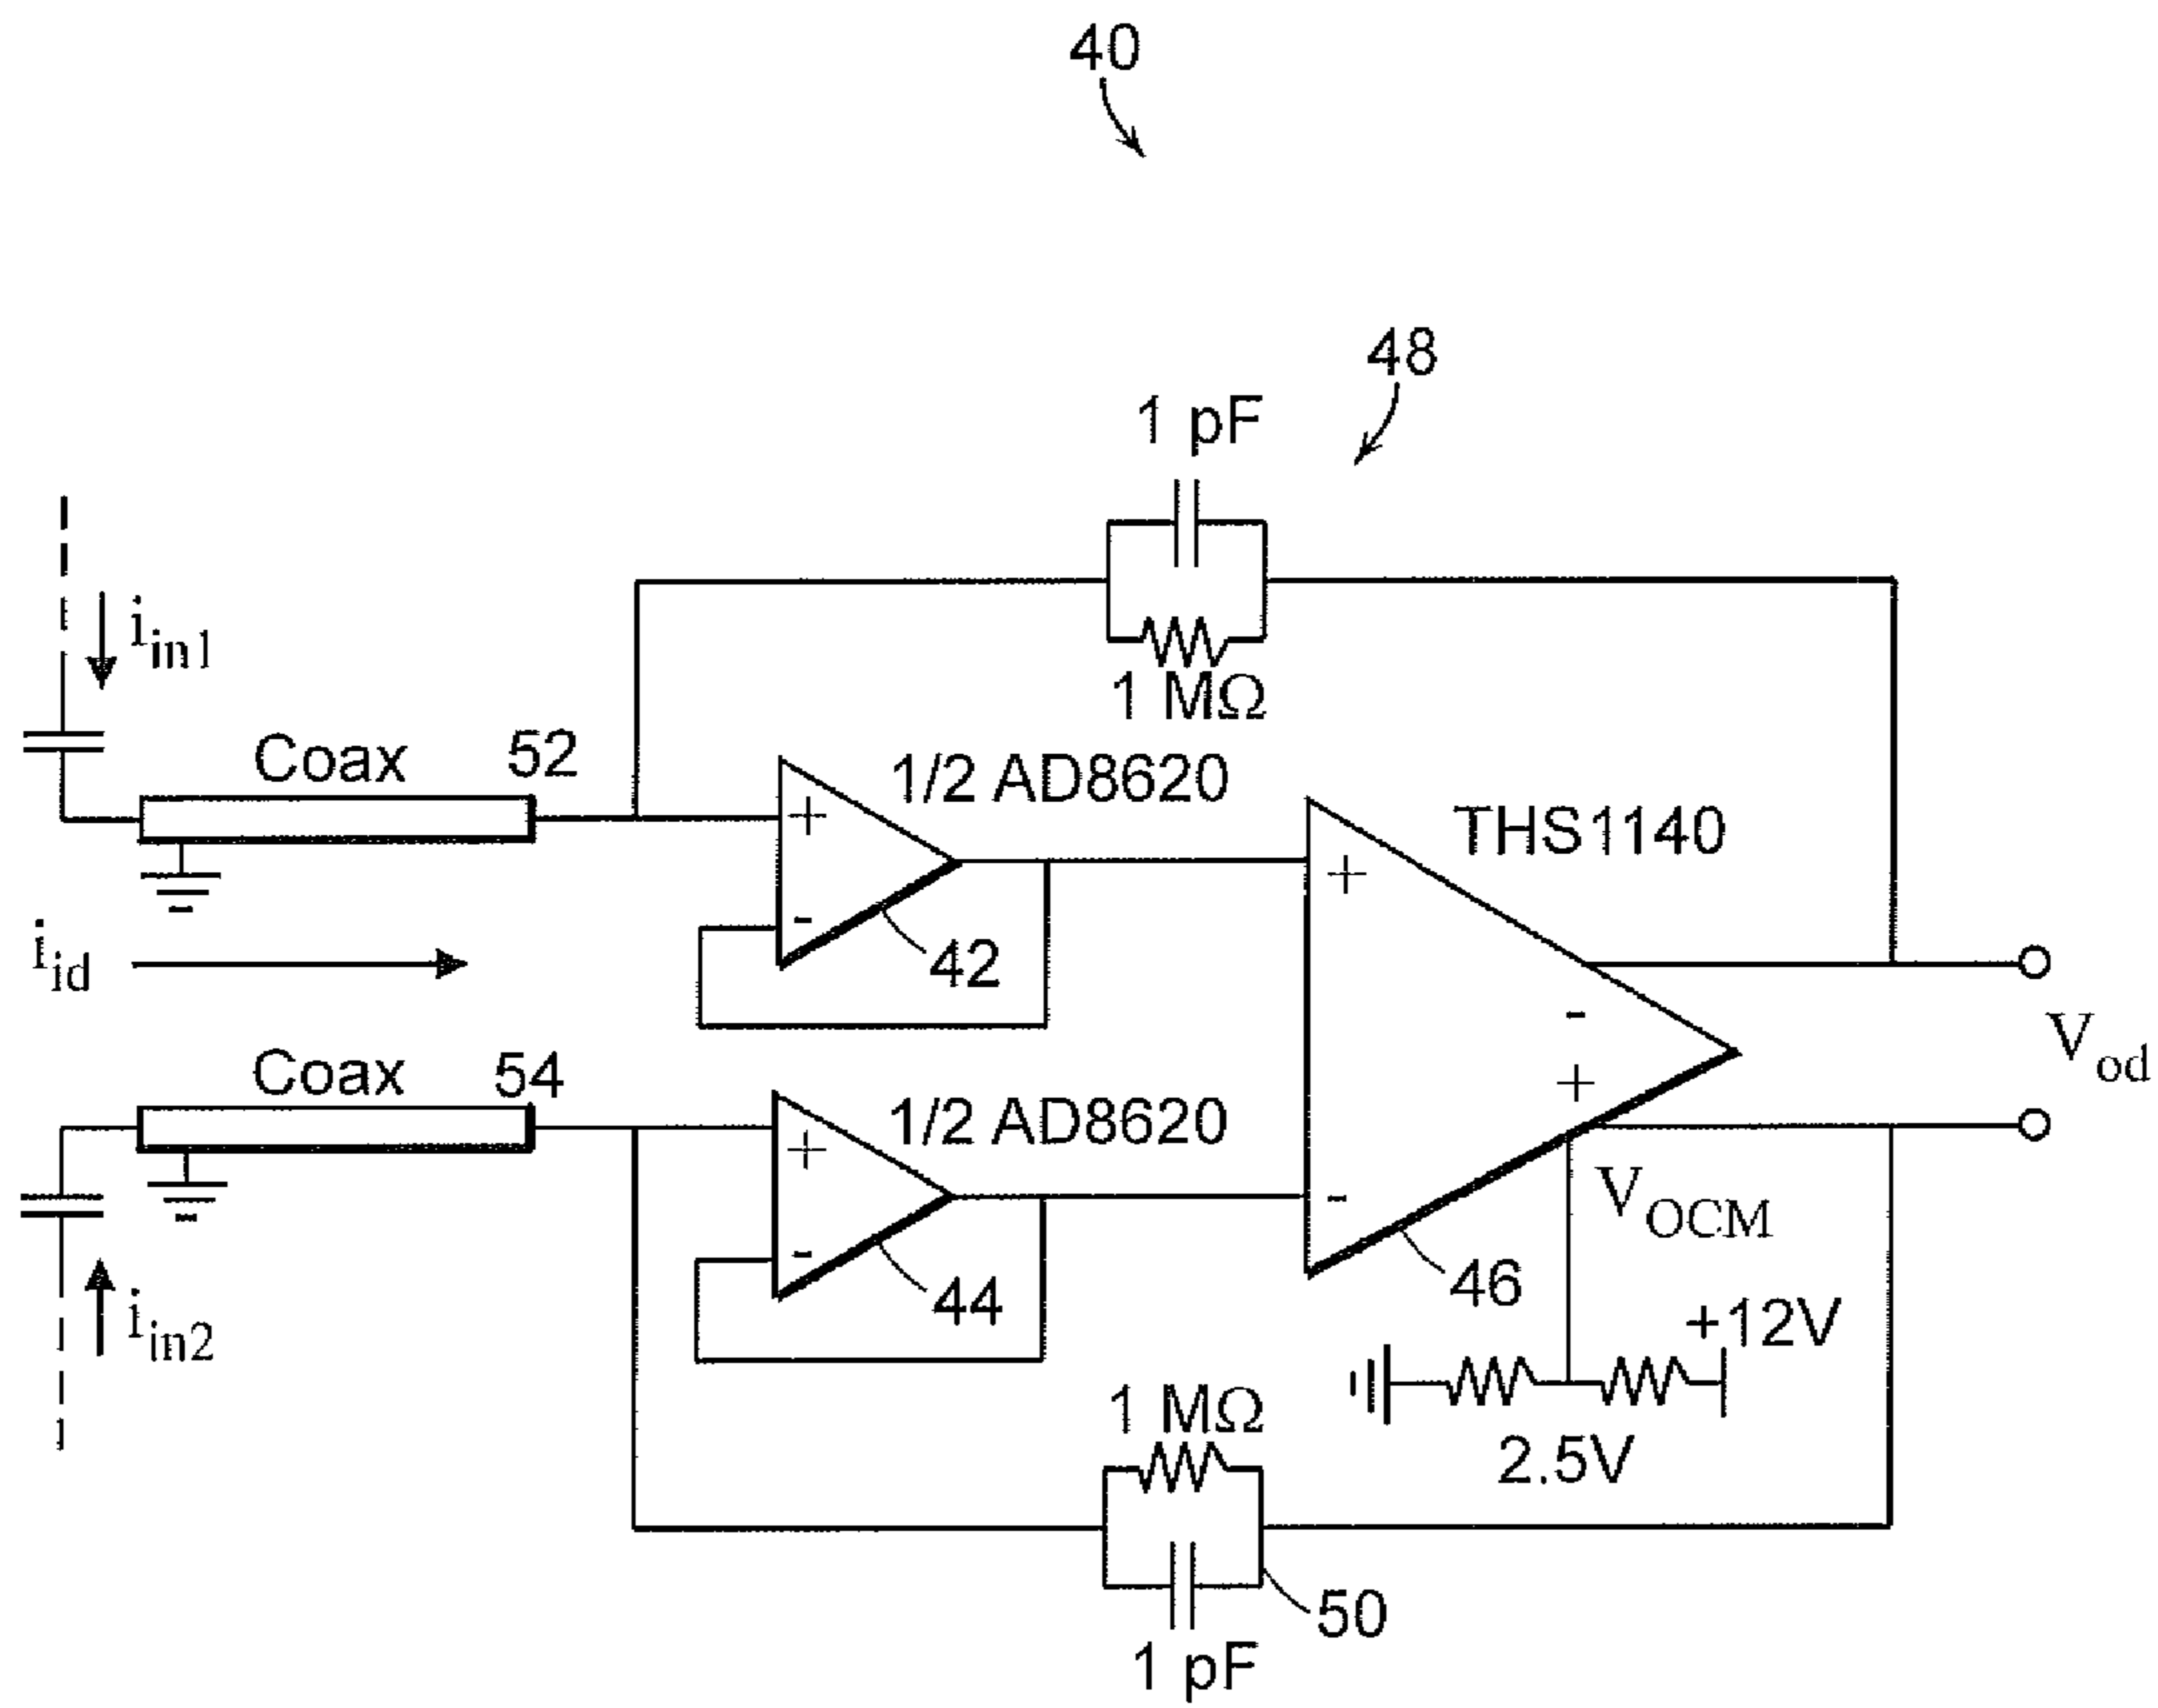 40
48
1 pF
1 MΩ
i_in1
Coax 52
1/2 AD8620
THS1140
+
-
42
+
-
+
i_id
V_od
Coax 54
1/2 AD8620
+
-
44
-
V_OCM
46
+12V
i_in2
2.5V
1 MΩ
50
1 pF